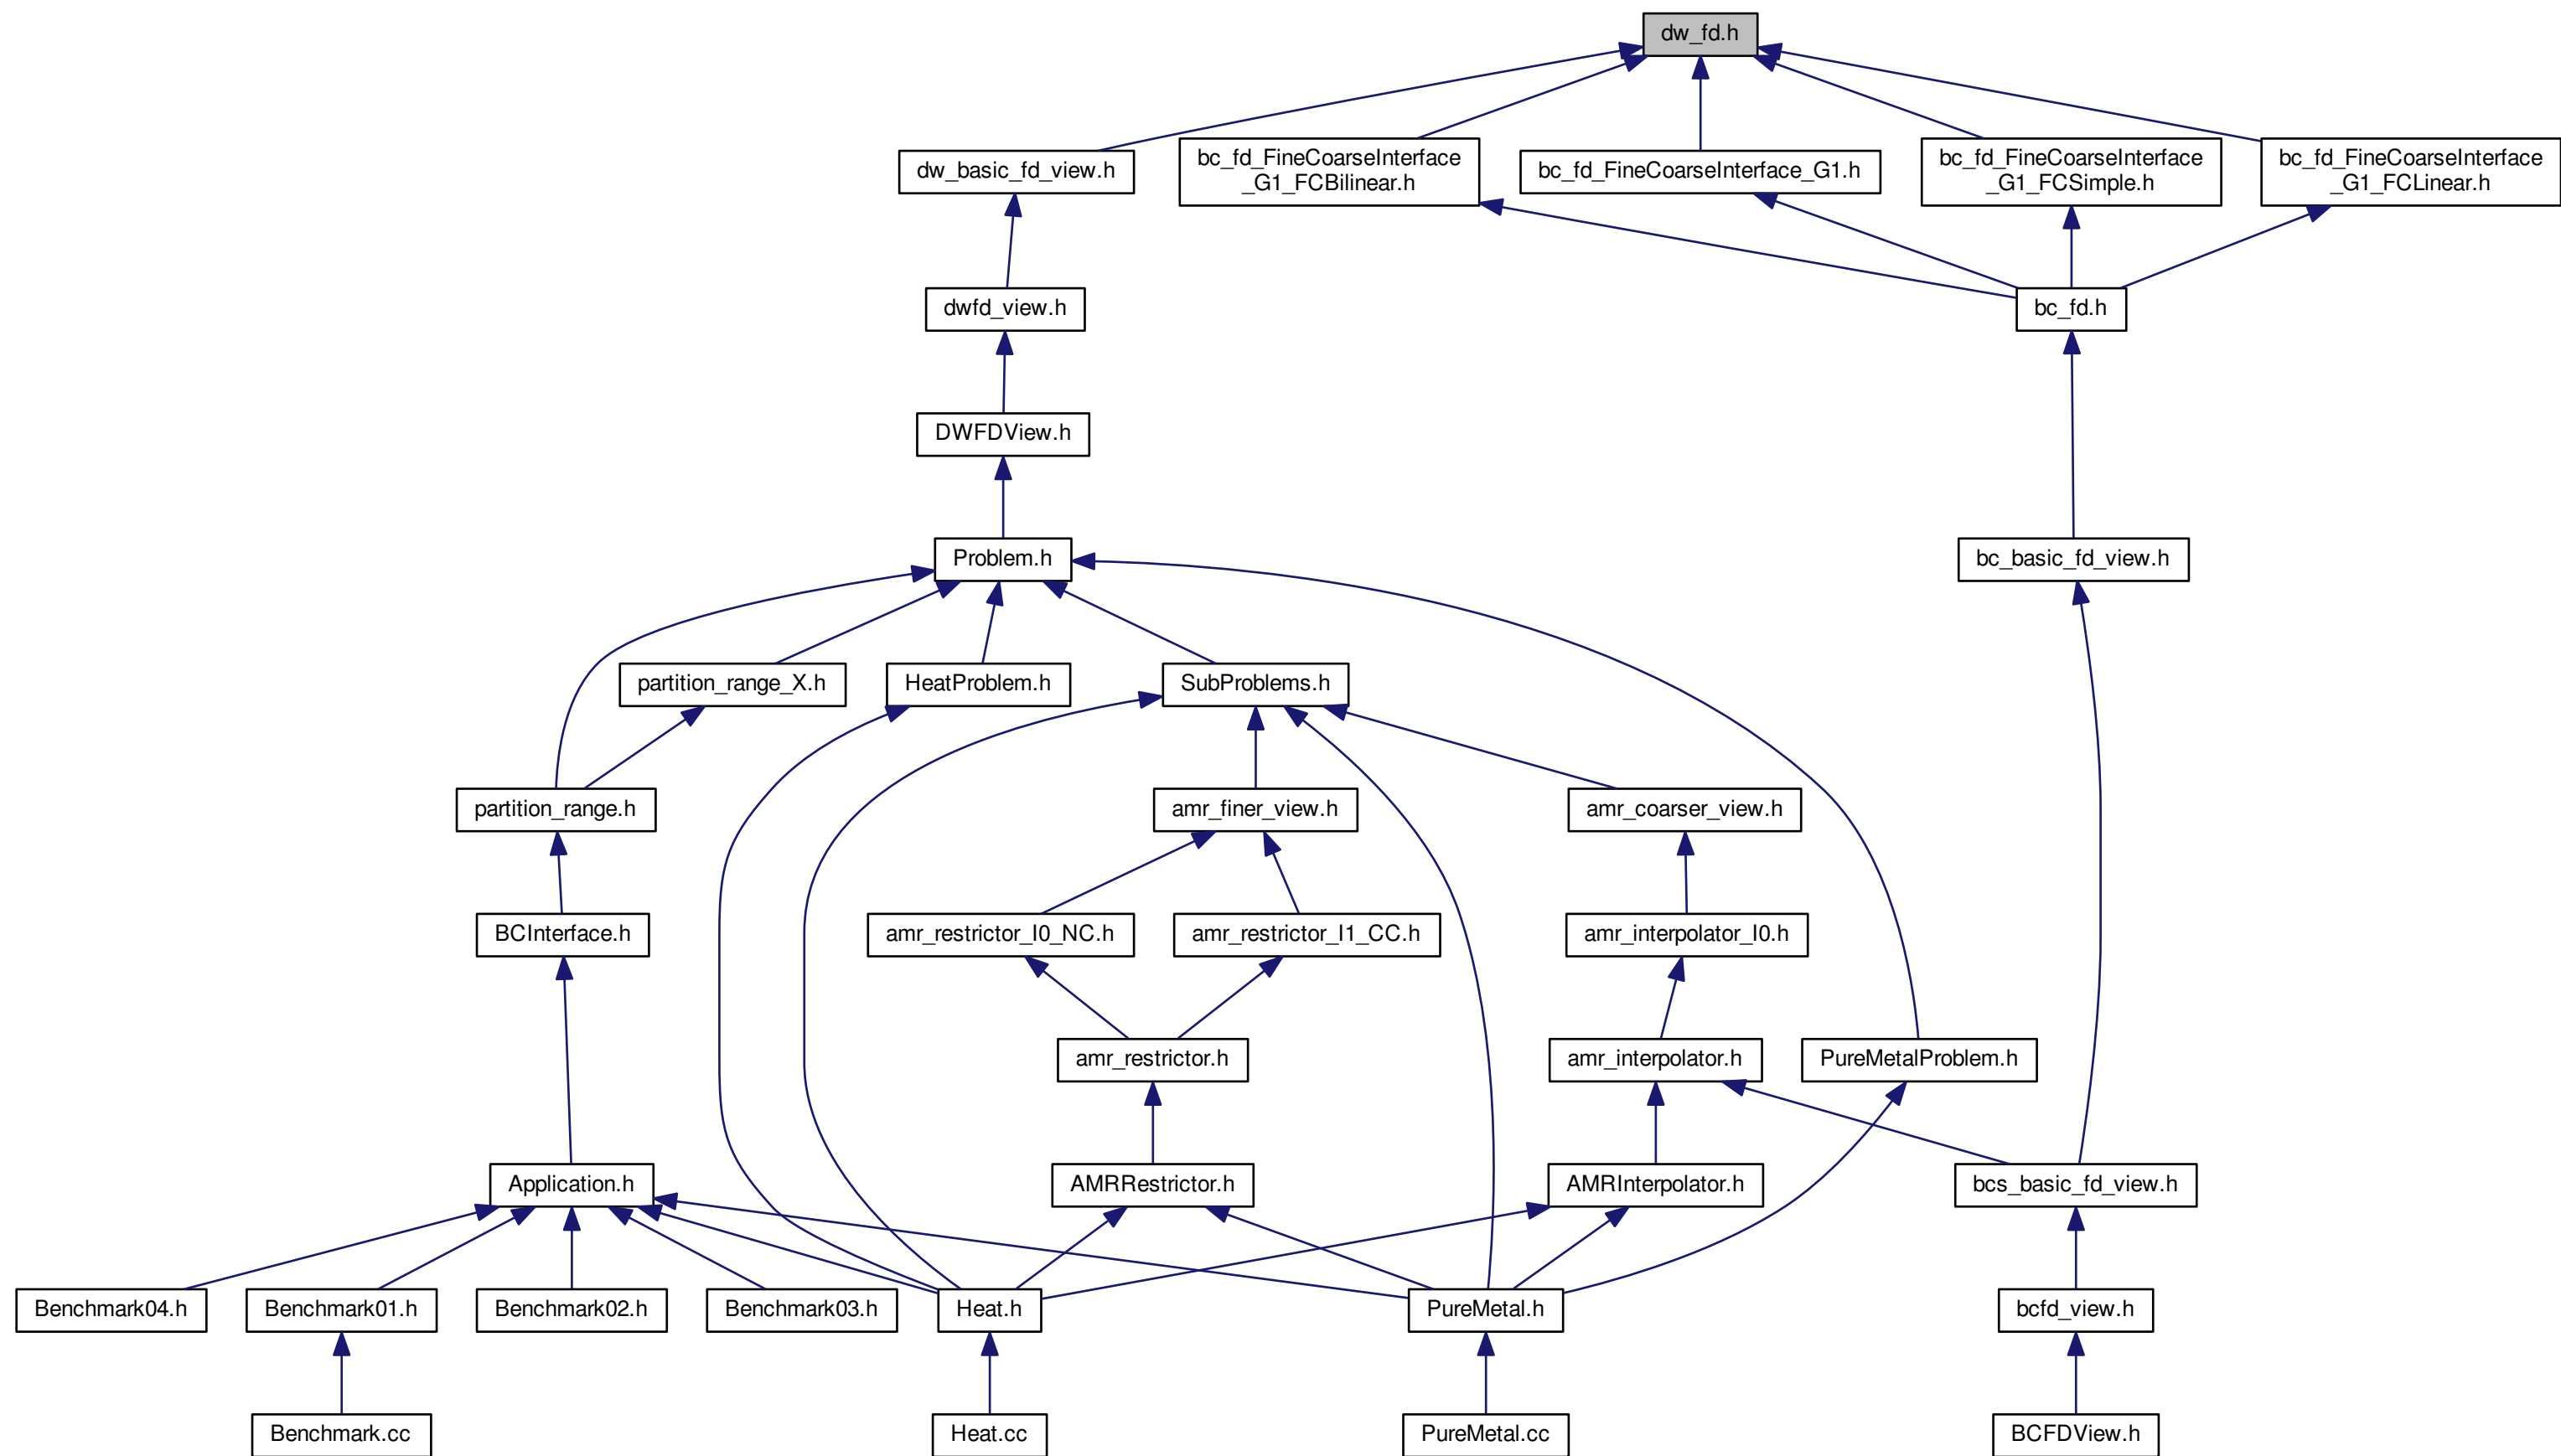 dw_fd.h
dw_basic_fd_view.h
bc_fd_FineCoarseInterface
_G1_FCBilinear.h
bc_fd_FineCoarseInterface_G1.h
bc_fd_FineCoarseInterface
_G1_FCSimple.h
bc_fd_FineCoarseInterface
_G1_FCLinear.h
dwfd_view.h
bc_fd.h
DWFDView.h
Problem.h
bc_basic_fd_view.h
partition_range_X.h
HeatProblem.h
SubProblems.h
partition_range.h
amr_finer_view.h
amr_coarser_view.h
BCInterface.h
amr_restrictor_I0_NC.h
amr_restrictor_I1_CC.h
amr_interpolator_I0.h
amr_restrictor.h
amr_interpolator.h
PureMetalProblem.h
Application.h
AMRRestrictor.h
AMRInterpolator.h
bcs_basic_fd_view.h
Benchmark04.h
Benchmark01.h
Benchmark02.h
Benchmark03.h
Heat.h
PureMetal.h
bcfd_view.h
Benchmark.cc
Heat.cc
PureMetal.cc
BCFDView.h